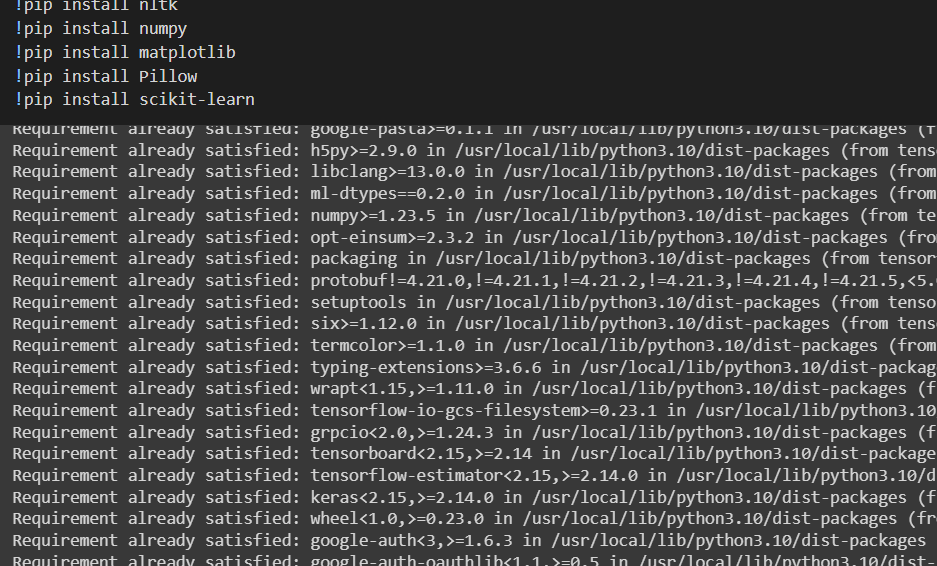 !pip install nltk
!pip install numpy
!pip install matplotlib
!pip install Pillow
!pip install scikit-learn
Requirement already satisfied: google-pasta>=0.1.1 in /usr/local/lib/python3.10/dist-packages (f
Requirement already satisfied: h5py>=2.9.0 in /usr/local/lib/python3.10/dist-packages (from tens
Requirement already satisfied: libclang>=13.0.0 in /usr/local/lib/python3.10/dist-packages (from
Requirement already satisfied: ml-dtypes==0.2.0 in /usr/local/lib/python3.10/dist-packages (from
Requirement already satisfied: numpy>=1.23.5 in /usr/local/lib/python3.10/dist-packages (from te
Requirement already satisfied: opt-einsum>=2.3.2 in /usr/local/lib/python3.10/dist-packages (fro
Requirement already satisfied: packaging in /usr/local/lib/python3.10/dist-packages (from tensor
Requirement already satisfied: protobuf!=4.21.0,!=4.21.1,!=4.21.2,!=4.21.3,!=4.21.4,!=4.21.5,<5.
Requirement already satisfied: setuptools in /usr/local/lib/python3.10/dist-packages (from tenso
Requirement already satisfied: six>=1.12.0 in /usr/local/lib/python3.10/dist-packages (from tens
Requirement already satisfied: termcolor>=1.1.0 in /usr/local/lib/python3.10/dist-packages (from
Requirement already satisfied: typing-extensions>=3.6.6 in /usr/local/lib/python3.10/dist-packag
Requirement already satisfied: wrapt<1.15,>=1.11.0 in /usr/local/lib/python3.10/dist-packages (f
Requirement already satisfied: tensorflow-io-gcs-filesystem>=0.23.1 in /usr/local/lib/python3.10
Requirement already satisfied: grpcio<2.0,>=1.24.3 in /usr/local/lib/python3.10/dist-packages (f
Requirement already satisfied: tensorboard<2.15,>=2.14 in /usr/local/lib/python3.10/dist-package
Requirement already satisfied: tensorflow-estimator<2.15,>=2.14.0 in /usr/local/lib/python3.10/d
Requirement already satisfied: keras<2.15,>=2.14.0 in /usr/local/lib/python3.10/dist-packages (f
Requirement already satisfied: wheel<1.0,>=0.23.0 in /usr/local/lib/python3.10/dist-packages (fr
Requirement already satisfied: google-auth<3,>=1.6.3 in /usr/local/lib/python3.10/dist-packages
Requirement already satisfied: google-auth-oauthlib<1.1,>=0.5 in /usr/local/lib/python3.10/dist-